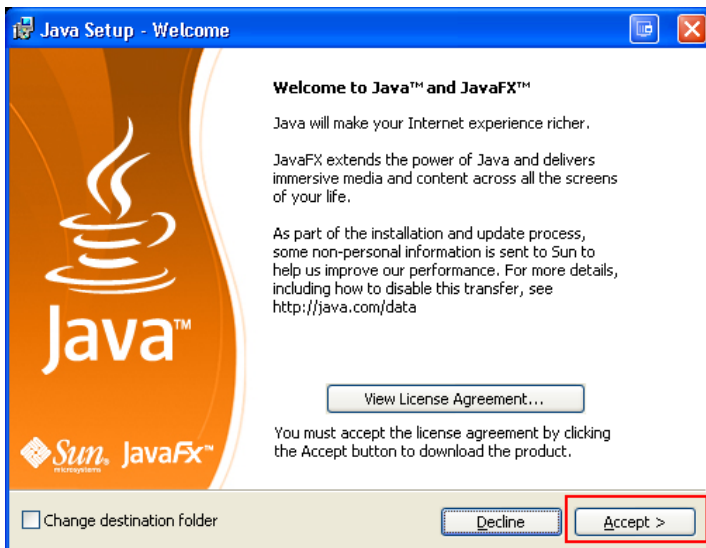 Java Setup - Welcome
Welcome to Java™ and JavaFX™
Java will make your Internet experience richer.
JavaFX extends the power of Java and delivers
immersive media and content across all the screens
of your life.
As part of the installation and update process,
some non-personal information is sent to Sun to
help us improve our performance. For more details,
including how to disable this transfer, see
http://java.com/data
Java™
View License Agreement...
You must accept the license agreement by clicking
the Accept button to download the product.
Sun. JavaFx™
microsystems
Change destination folder
Decline
Accept >